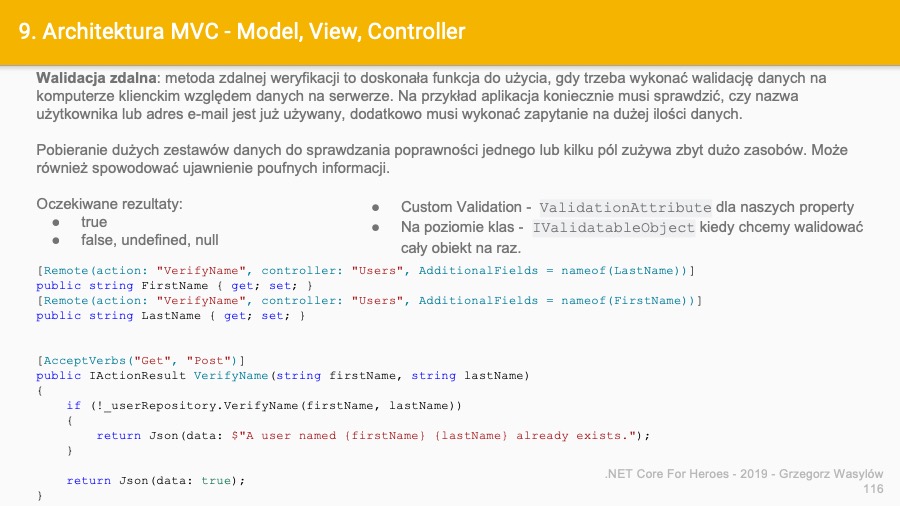 9. Architektura MVC - Model, View, Controller
Walidacja zdalna: metoda zdalnej weryfikacji to doskonała funkcja do użycia, gdy trzeba wykonać walidację danych na
komputerze klienckim względem danych na serwerze. Na przykład aplikacja koniecznie musi sprawdzić, czy nazwa
użytkownika lub adres e-mail jest już używany, dodatkowo musi wykonać zapytanie na dużej ilości danych.
Pobieranie dużych zestawów danych do sprawdzania poprawności jednego lub kilku pól zużywa zbyt dużo zasobów. Może
również spowodować ujawnienie poufnych informacji.
Oczekiwane rezultaty:
● true
● false, undefined, null
● Custom Validation - ValidationAttribute dla naszych property
● Na poziomie klas - IValidatableObject kiedy chcemy walidować
cały obiekt na raz.
[Remote(action: "VerifyName", controller: "Users", AdditionalFields = nameof(LastName))]
public string FirstName { get; set; }
[Remote(action: "VerifyName", controller: "Users", AdditionalFields = nameof(FirstName))]
public string LastName { get; set; }
[AcceptVerbs("Get", "Post")]
public IActionResult VerifyName(string firstName, string lastName)
{
    if (!_userRepository.VerifyName(firstName, lastName))
    {
        return Json(data: $"A user named {firstName} {lastName} already exists.");
    }
    return Json(data: true);
}
.NET Core For Heroes - 2019 - Grzegorz Wasylów
116